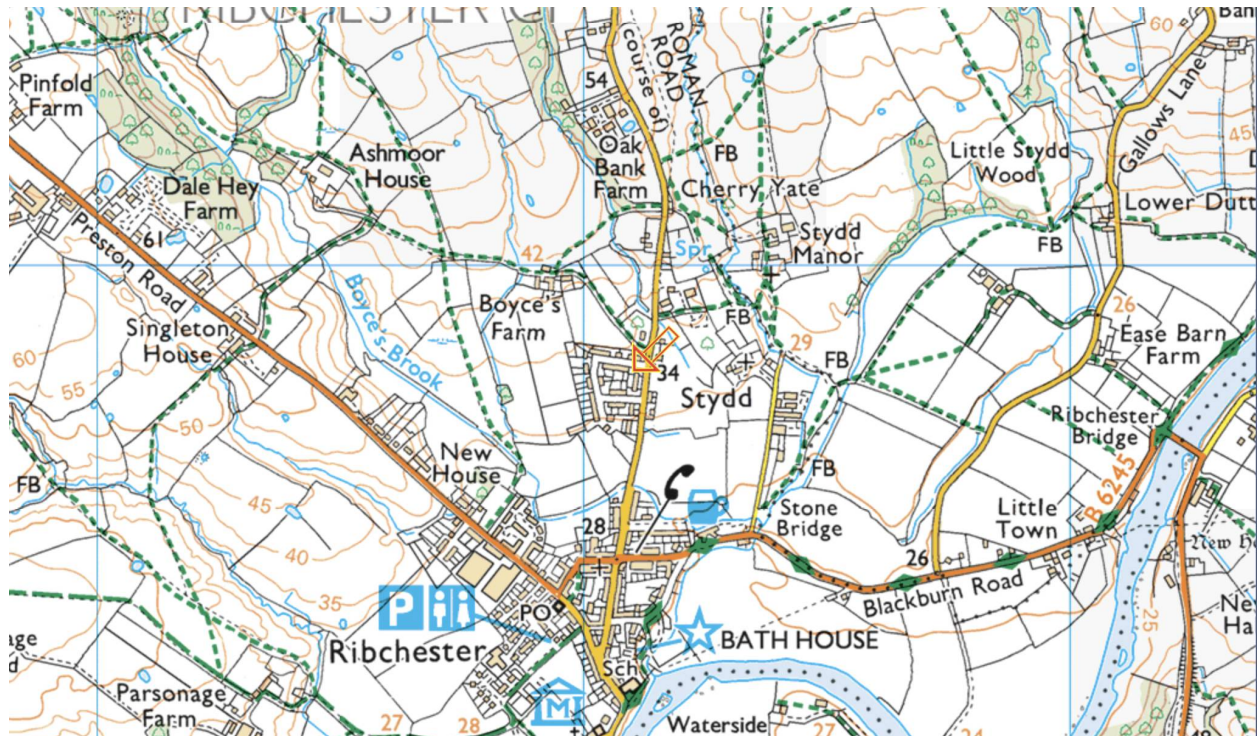 RIBCHESTER CP
60
Pinfold
Farm
54
course of)
ROMAN
ROAD
Oak
Bank
Farm
FB
Ashmoor
House
Cherry Yate
Little Stydd
Wood
Gallows Lane
45
Dale Hey
Farm
61
Preston Road
42
Spr
Stydd
Manor
FB
Lower Dutt
Boyce's
Farm
Boyce's Brook
FB
Singleton
House
29
26
Ease Barn
Farm
60
55
50
34
Stydd
FB
Ribchester
Bridge
B 6245
New
House
FB
FB
45
28
Stone
Bridge
Little
Town
40
26
Blackburn Road
35
P
PO
Ribchester
BATH HOUSE
25
Sch
Parsonage
Farm
M
27
28
Waterside
27